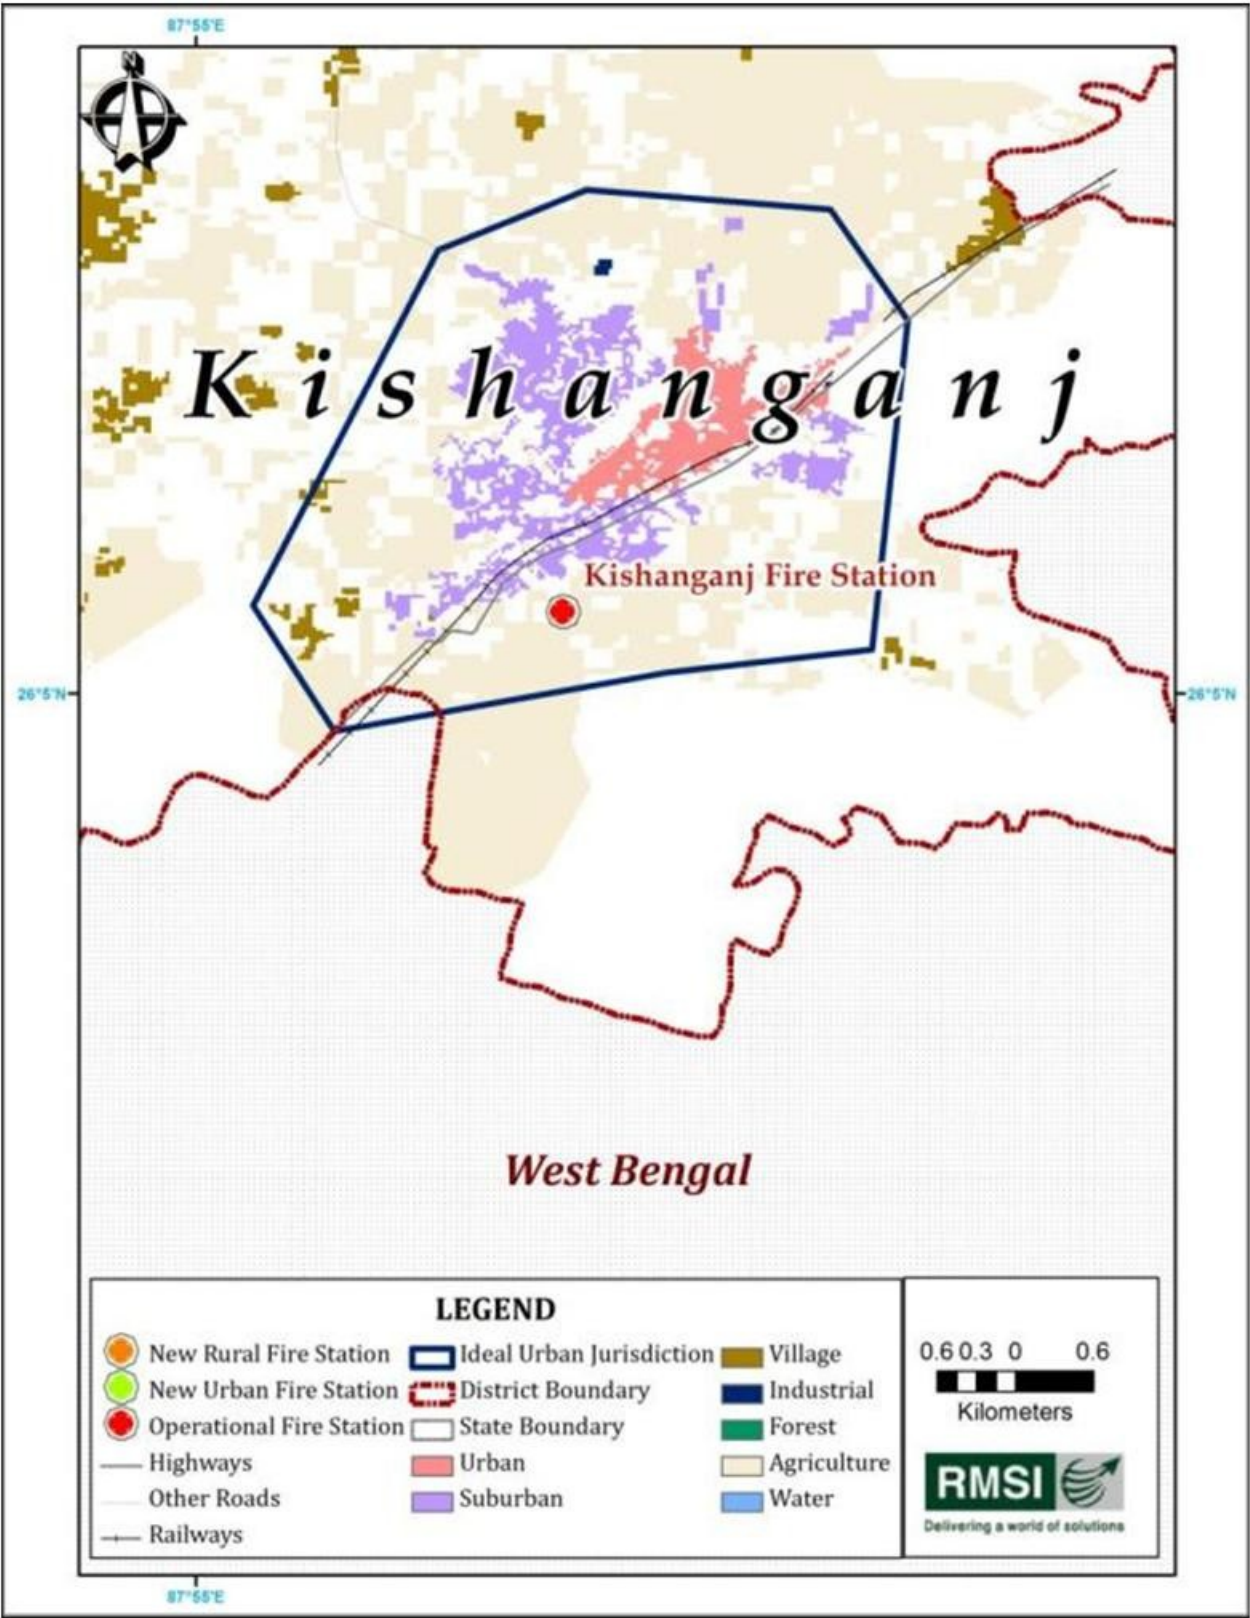 87°55'E
N
Kishanganj
Kishanganj Fire Station
26°5'N
26°5'N
West Bengal
LEGEND
New Rural Fire Station
New Urban Fire Station
Operational Fire Station
Highways
Other Roads
Railways
Ideal Urban Jurisdiction
District Boundary
State Boundary
Urban
Suburban
Village
Industrial
Forest
Agriculture
Water
0.6 0.3 0 0.6
Kilometers
RMSI
Delivering a world of solutions
87°55'E